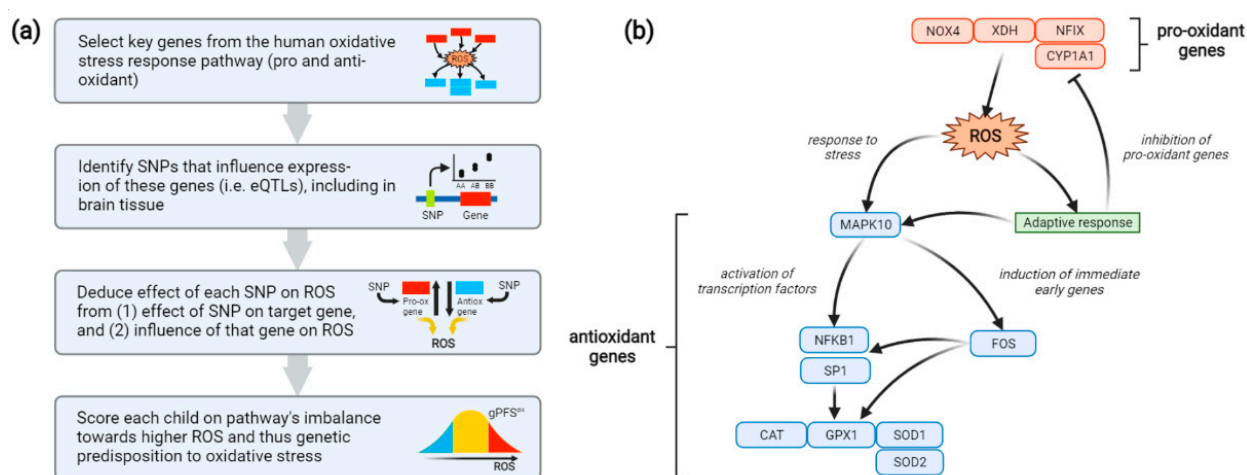 (a)
Select key genes from the human oxidative
stress response pathway (pro and anti-
oxidant)
ROS
Identify SNPs that influence express-
ion of these genes (i.e. eQTLs), including in
brain tissue
AA AB BB
SNP Gene
Deduce effect of each SNP on ROS
from (1) effect of SNP on target gene,
and (2) influence of that gene on ROS
SNP SNP
Pro-ox Antiox
gene gene
ROS
Score each child on pathway's imbalance
towards higher ROS and thus genetic
predisposition to oxidative stress
gPFSox
ROS
(b)
NOX4 XDH NFIX
CYP1A1
pro-oxidant
genes
ROS
response to
stress
inhibition of
pro-oxidant genes
MAPK10
Adaptive response
activation of
transcription factors
induction of immediate
early genes
antioxidant
genes
NFKB1
FOS
SP1
CAT GPX1 SOD1
SOD2